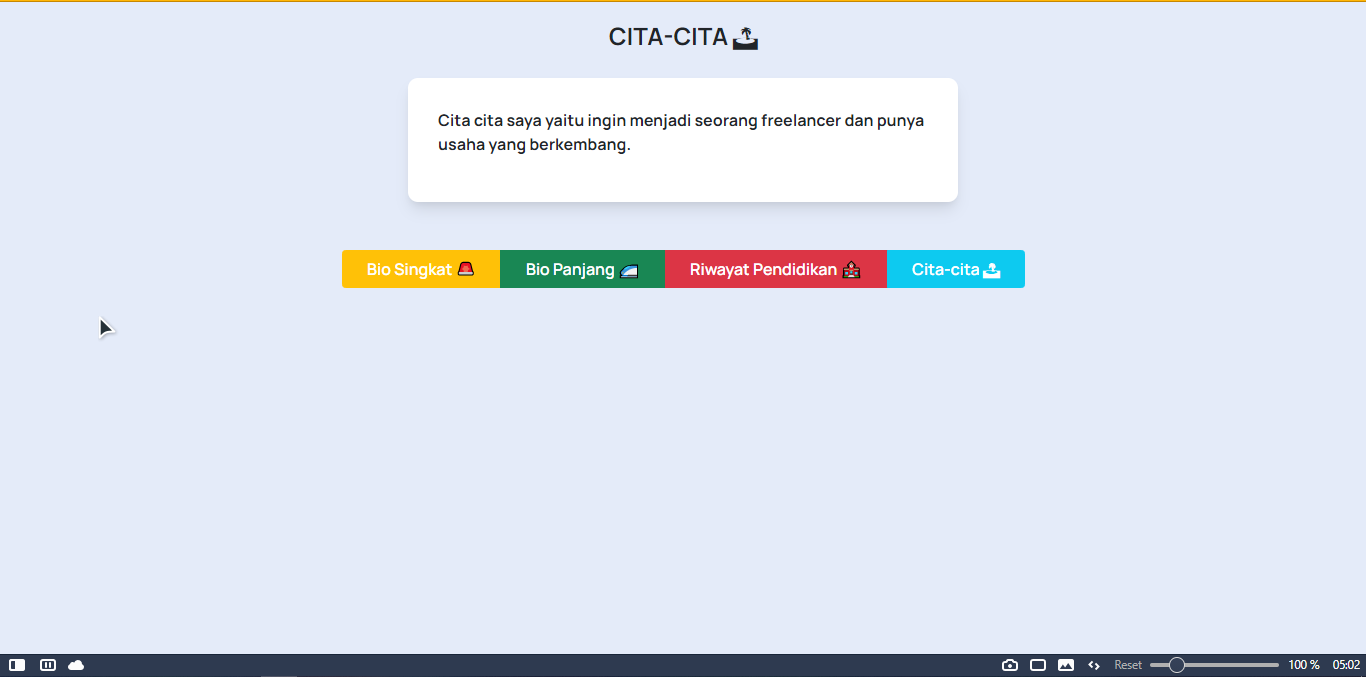 CITA-CITA 🏝
Cita cita saya yaitu ingin menjadi seorang freelancer dan punya
usaha yang berkembang.
Bio Singkat 🚨 Bio Panjang 🌊 Riwayat Pendidikan 🏫 Cita-cita 🏝
Reset 100 % 05:02